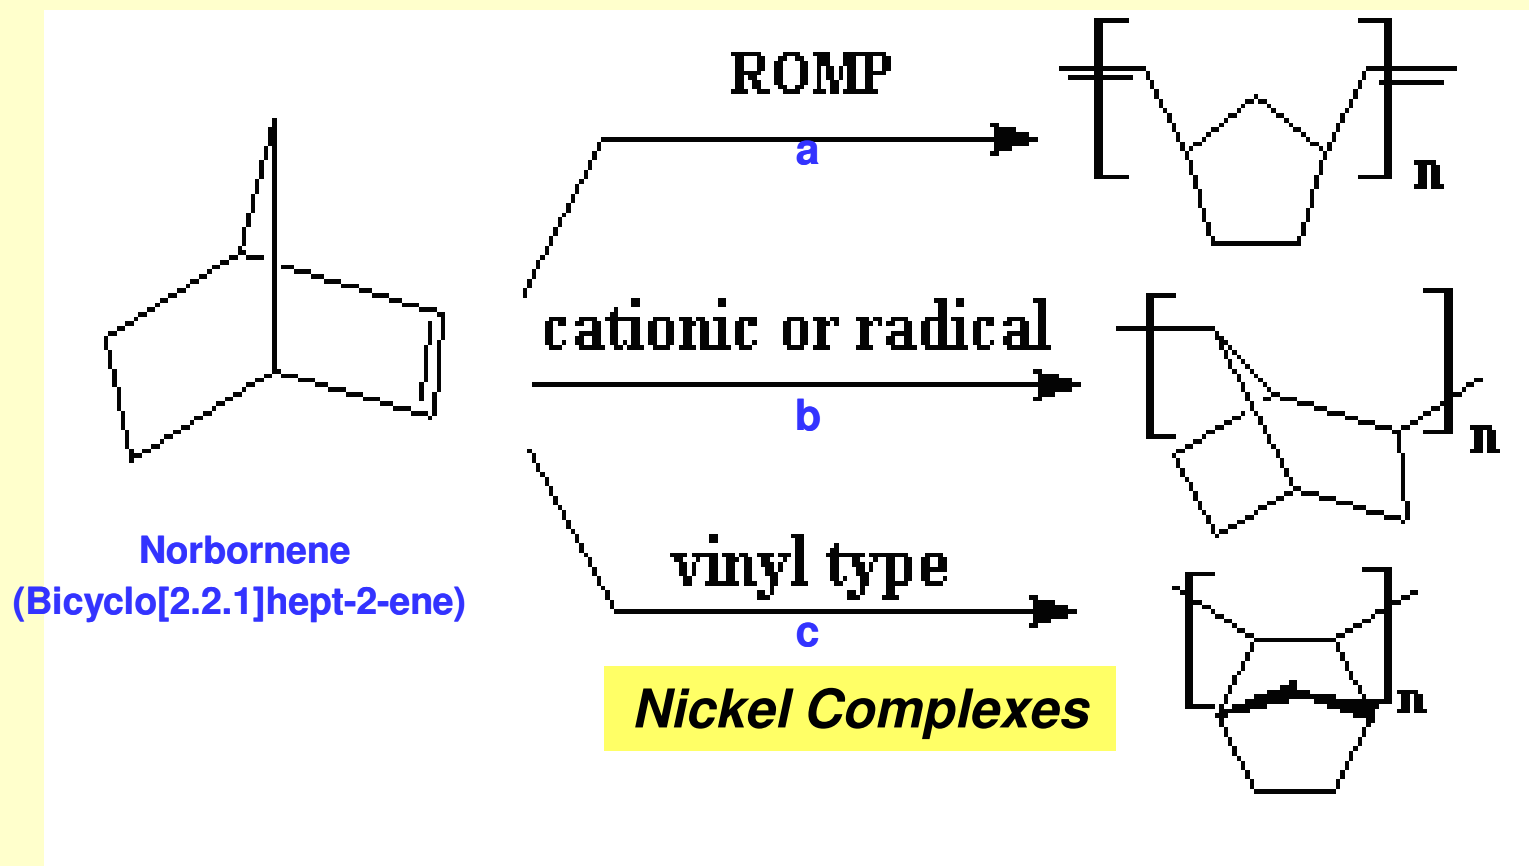 ROMP
a
n
cationic or radical
b
n
Norbornene
(Bicyclo[2.2.1]hept-2-ene)
vinyl type
c
Nickel Complexes
n